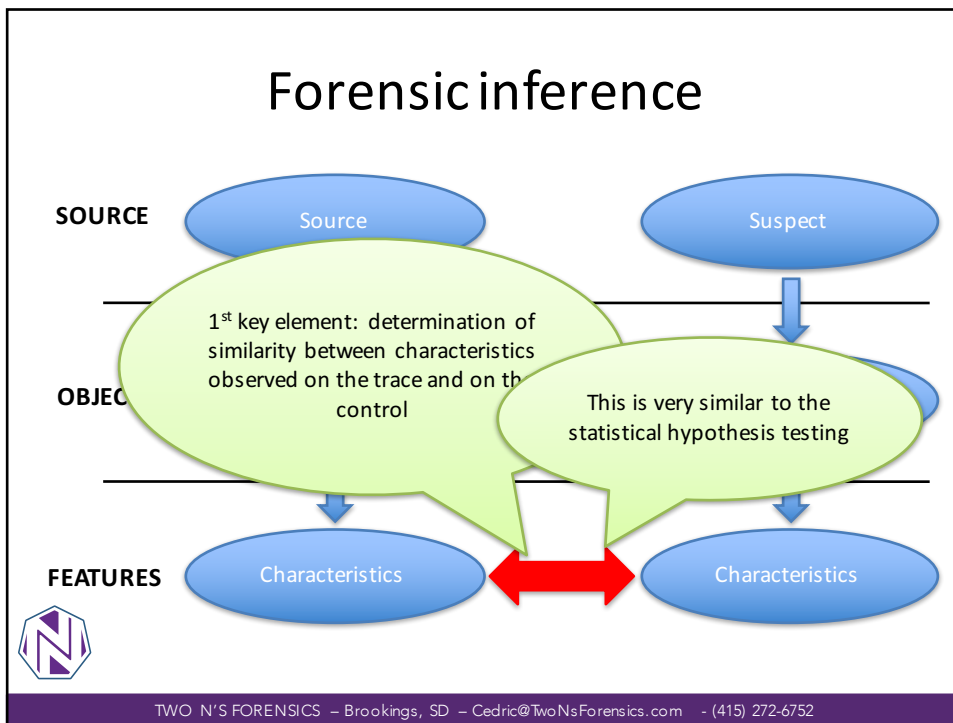 Forensic inference
SOURCE
Source
Suspect
1st key element: determination of
similarity between characteristics
observed on the trace and on the
control
This is very similar to the
statistical hypothesis testing
FEATURES
Characteristics
Characteristics
TWO N'S FORENSICS – Brookings, SD – Cedric@TwoNsForensics.com - (415) 272-6752